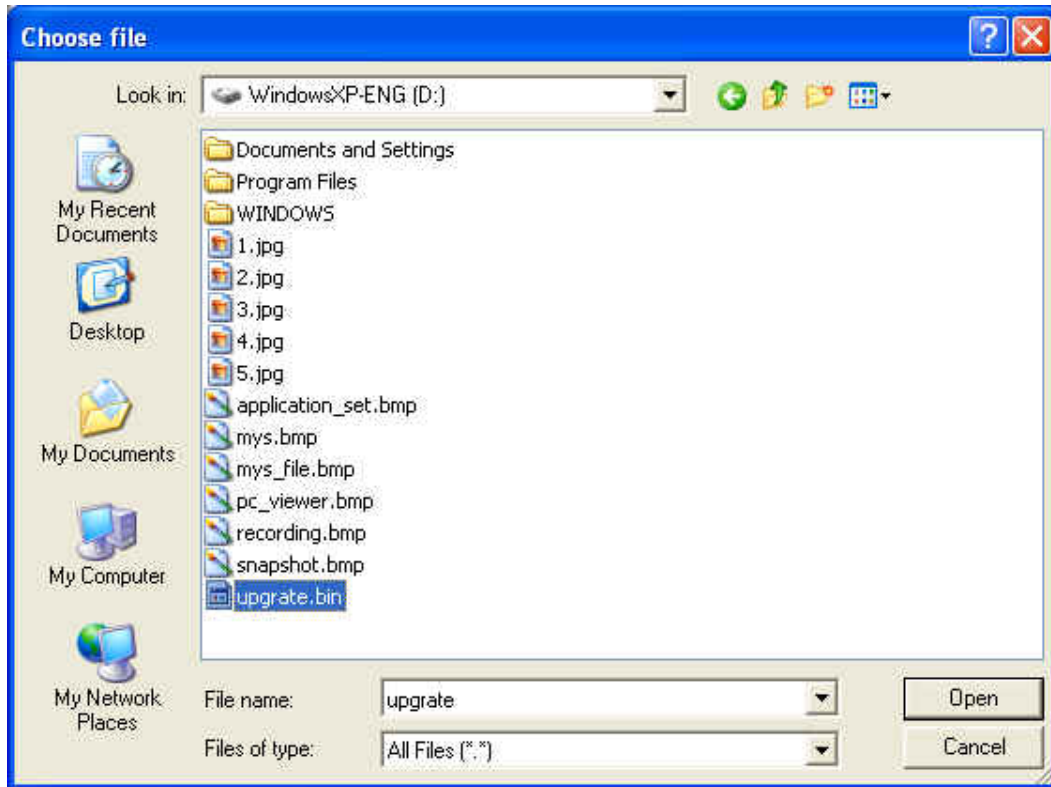 Choose file
Look in:
WindowsXP-ENG (D:)
My Recent
Documents
Desktop
My Documents
My Computer
My Network
Places
Documents and Settings
Program Files
WINDOWS
1.jpg
2.jpg
3.jpg
4.jpg
5.jpg
application_set.bmp
mys.bmp
mys_file.bmp
pc_viewer.bmp
recording.bmp
snapshot.bmp
upgrate.bin
File name:
upgrate
Open
Files of type:
All Files (*.*)
Cancel